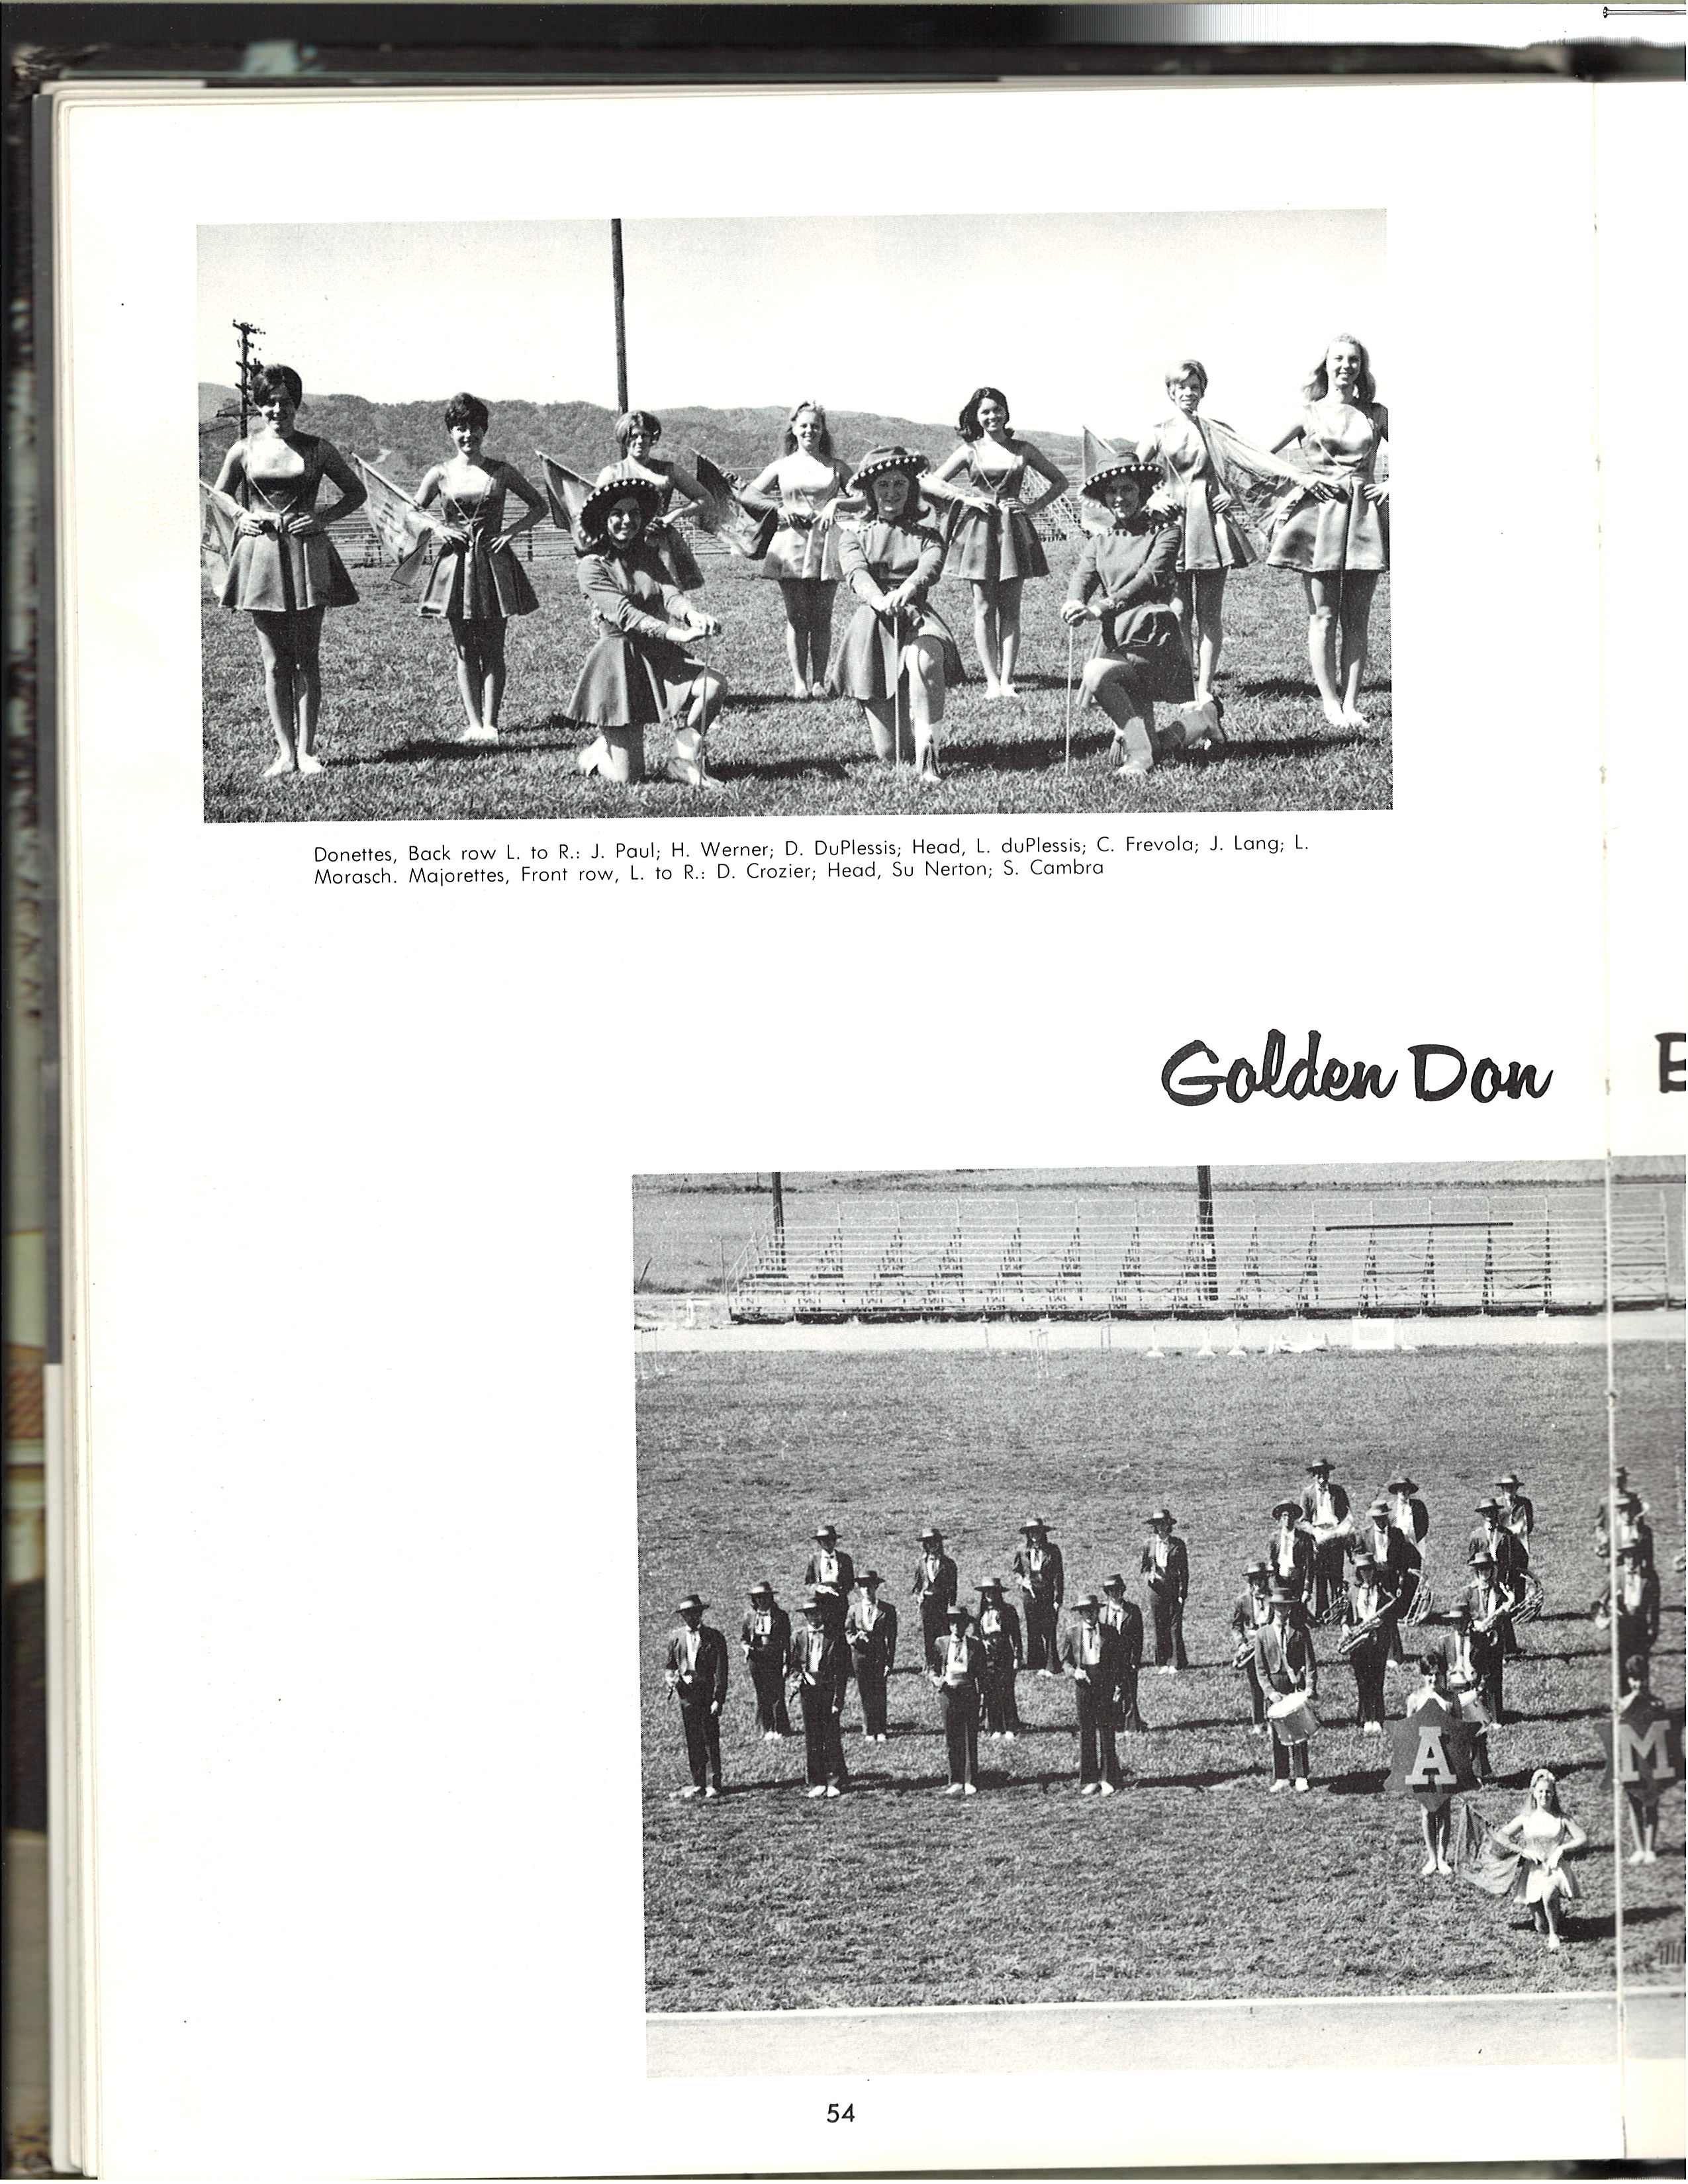 Donettes, Back row L. to R.: J. Paul; H. Werner; D. DuPlessis; Head, L. duPlessis; C. Frevola; J. Lang; L.
Morasch. Majorettes, Front row, L. to R.: D. Crozier; Head, Su Nerton; S. Cambra
Golden Don
A
M
54